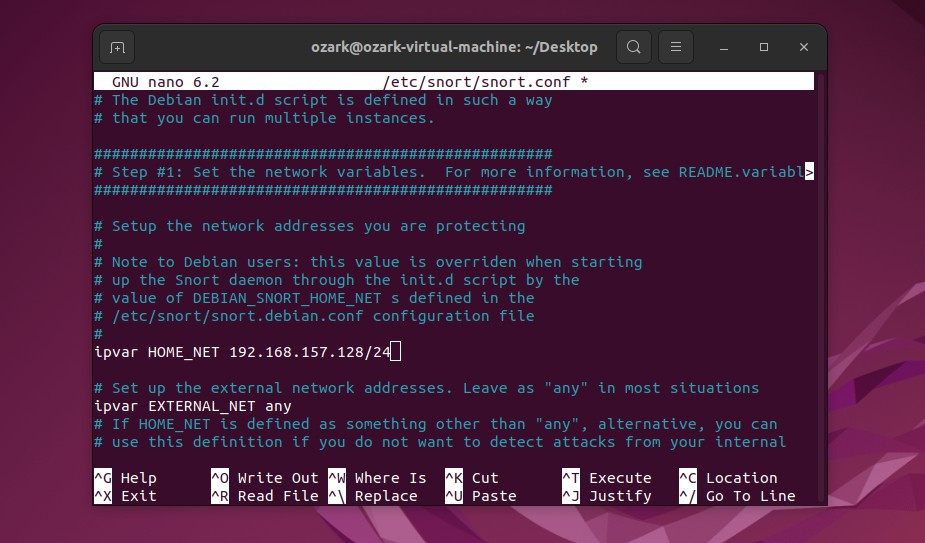 ozark@ozark-virtual-machine: ~/Desktop
GNU nano 6.2 /etc/snort/snort.conf *
# The Debian init.d script is defined in such a way
# that you can run multiple instances.
###################################################
# Step #1: Set the network variables.  For more information, see README.variabl>
###################################################
# Setup the network addresses you are protecting
#
# Note to Debian users: this value is overriden when starting
# up the Snort daemon through the init.d script by the
# value of DEBIAN_SNORT_HOME_NET s defined in the
# /etc/snort/snort.debian.conf configuration file
#
ipvar HOME_NET 192.168.157.128/24
# Set up the external network addresses. Leave as "any" in most situations
ipvar EXTERNAL_NET any
# If HOME_NET is defined as something other than "any", alternative, you can
# use this definition if you do not want to detect attacks from your internal
^G Help ^O Write Out ^W Where Is ^K Cut ^T Execute ^C Location
^X Exit ^R Read File ^\ Replace ^U Paste ^J Justify ^/ Go To Line